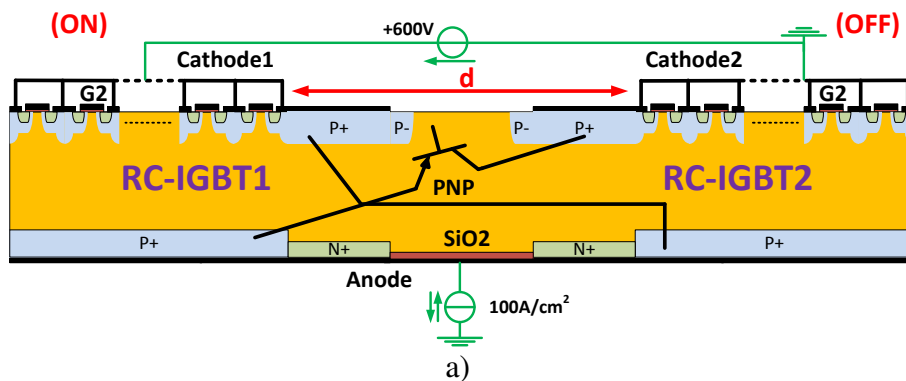 (ON) +600V (OFF)
Cathode1 Cathode2
G2 d G2
P+ P- P- P+
RC-IGBT1 PNP RC-IGBT2
P+ N+ SiO2 N+ P+
Anode
100A/cm²
a)